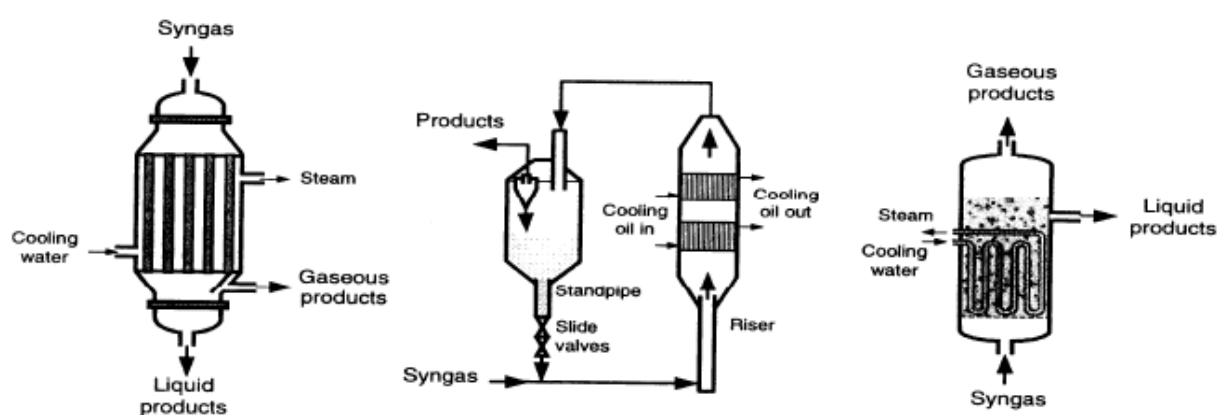 Syngas
Steam
Cooling
water
Gaseous
products
Liquid
products
Products
Cooling
oil in
Cooling
oil out
Standpipe
Slide
valves
Riser
Syngas
Gaseous
products
Steam
Cooling
water
Liquid
products
Syngas